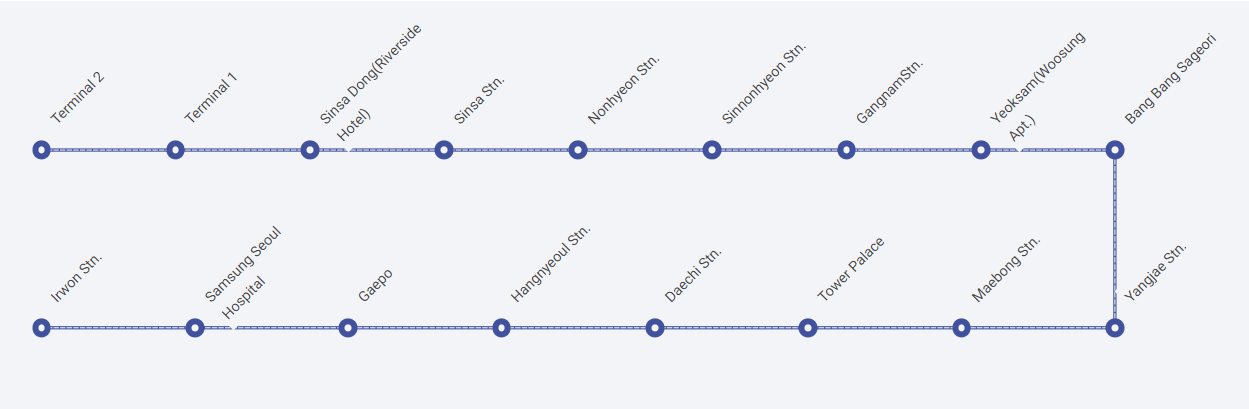 Terminal 2
Terminal 1
Sinsa Dong(Riverside
Hotel)
Sinsa Stn.
Nonhyeon Stn.
Sinnonhyeon Stn.
GangnamStn.
Yeoksam(Woosung
Apt.)
Bang Bang Sageori
Irwon Stn.
Samsung Seoul
Hospital
Gaepo
Hangnyeoul Stn.
Daechi Stn.
Tower Palace
Maebong Stn.
Yangjae Stn.